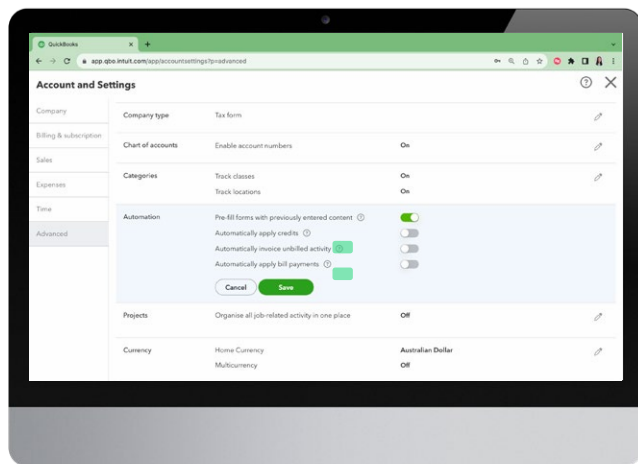 QuickBooks
app.qbo.intuit.com/app/accountsettings?p=advanced
Account and Settings
Company
Billing & subscription
Sales
Expenses
Time
Advanced
Company type Tax form
Chart of accounts Enable account numbers On
Categories Track classes On
Track locations On
Automation Pre-fill forms with previously entered content
Automatically apply credits
Automatically invoice unbilled activity
Automatically apply bill payments
Cancel Save
Projects Organise all job-related activity in one place Off
Currency Home Currency Australian Dollar
Multicurrency Off